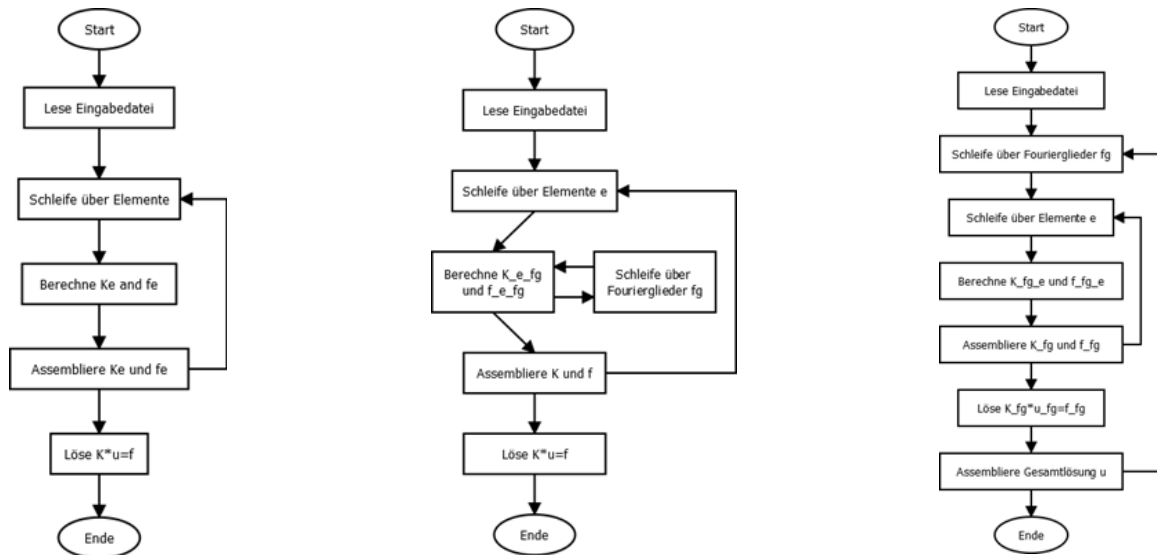 Start
Lese Eingabedatei
Schleife über Elemente
Berechne Ke and fe
Assembliere Ke und fe
Löse K*u=f
Ende
Start
Lese Eingabedatei
Schleife über Elemente e
Berechne K_e_fg
und f_e_fg
Schleife über
Fourierglieder fg
Assembliere K und f
Löse K*u=f
Ende
Start
Lese Eingabedatei
Schleife über Fourierglieder fg
Schleife über Elemente e
Berechne K_fg_e und f_fg_e
Assembliere K_fg und f_fg
Löse K_fg*u_fg=f_fg
Assembliere Gesamtlösung u
Ende